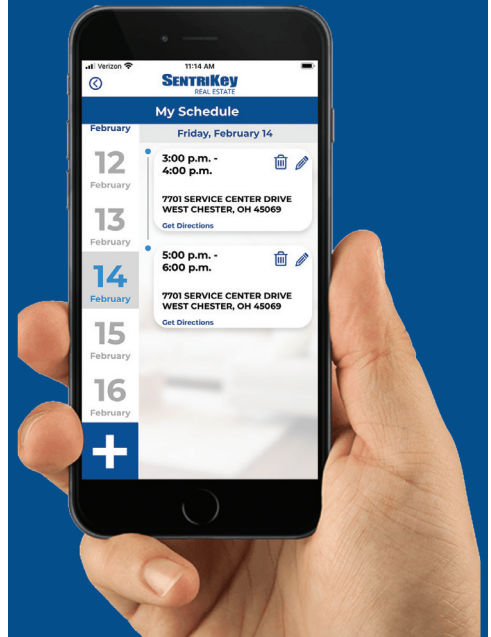 Verizon
11:14 AM
SENTRIKEY
REAL ESTATE
My Schedule
February
Friday, February 14
12
February
13
February
14
February
15
February
16
February
+
3:00 p.m. -
4:00 p.m.
7701 SERVICE CENTER DRIVE
WEST CHESTER, OH 45069
Get Directions
5:00 p.m. -
6:00 p.m.
7701 SERVICE CENTER DRIVE
WEST CHESTER, OH 45069
Get Directions